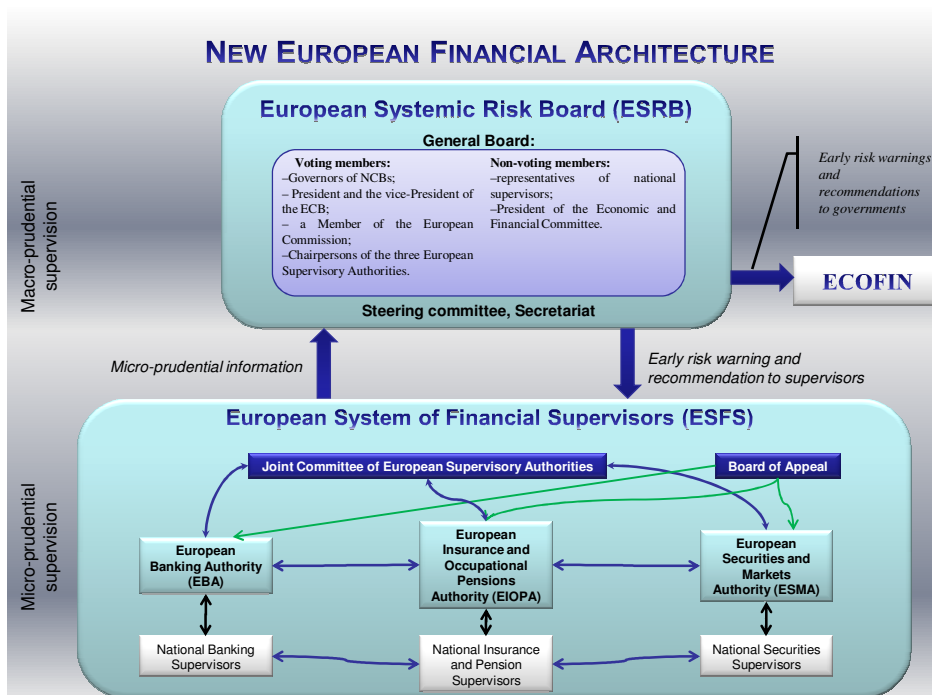 NEW EUROPEAN FINANCIAL ARCHITECTURE
European Systemic Risk Board (ESRB)
General Board:
Voting members:
–Governors of NCBs;
– President and the vice-President of
the ECB;
– a Member of the European
Commission;
–Chairpersons of the three European
Supervisory Authorities.
Non-voting members:
–representatives of national
supervisors;
–President of the Economic and
Financial Committee.
Steering committee, Secretariat
Early risk warnings
and
recommendations
to governments
ECOFIN
Macro-prudential
supervision
Micro-prudential information
Early risk warning and
recommendation to supervisors
European System of Financial Supervisors (ESFS)
Joint Committee of European Supervisory Authorities
Board of Appeal
European
Banking Authority
(EBA)
European
Insurance and
Occupational
Pensions
Authority (EIOPA)
European
Securities and
Markets
Authority (ESMA)
Micro-prudential
supervision
National Banking
Supervisors
National Insurance
and Pension
Supervisors
National Securities
Supervisors